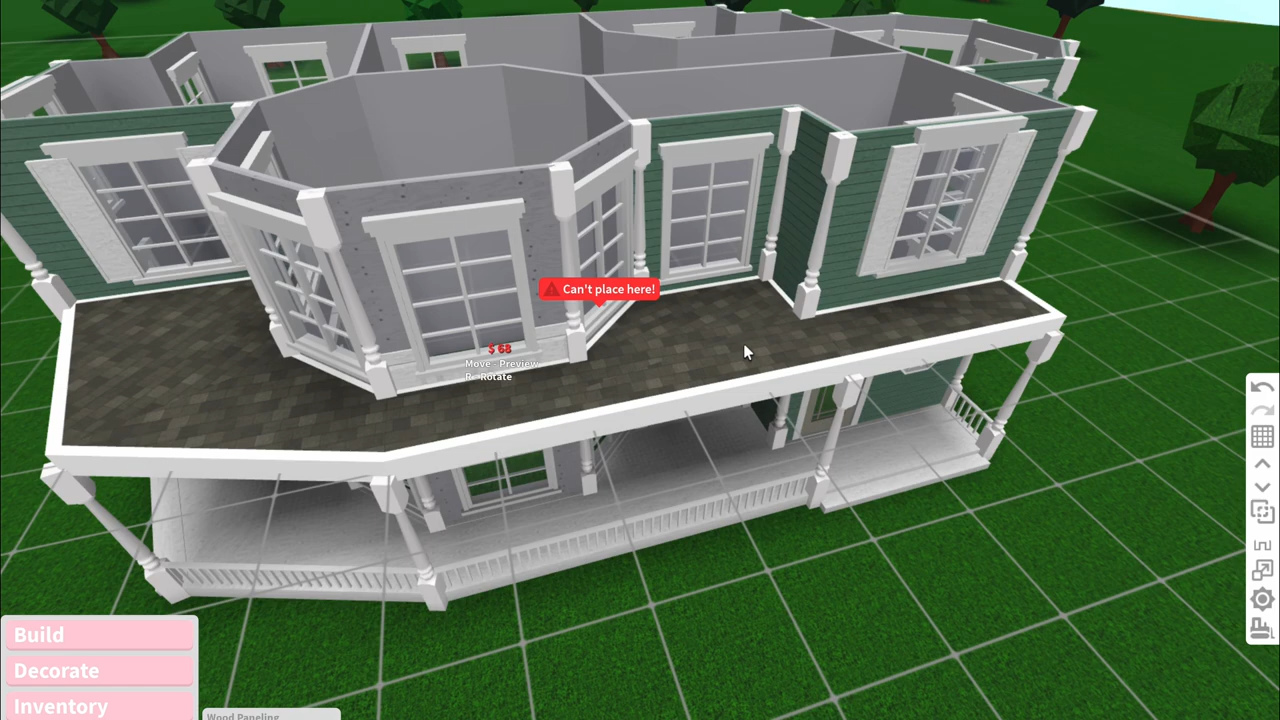 Can't place here!
$ 68
Move - Preview
R - Rotate
Build
Decorate
Inventory
Wood Paneling